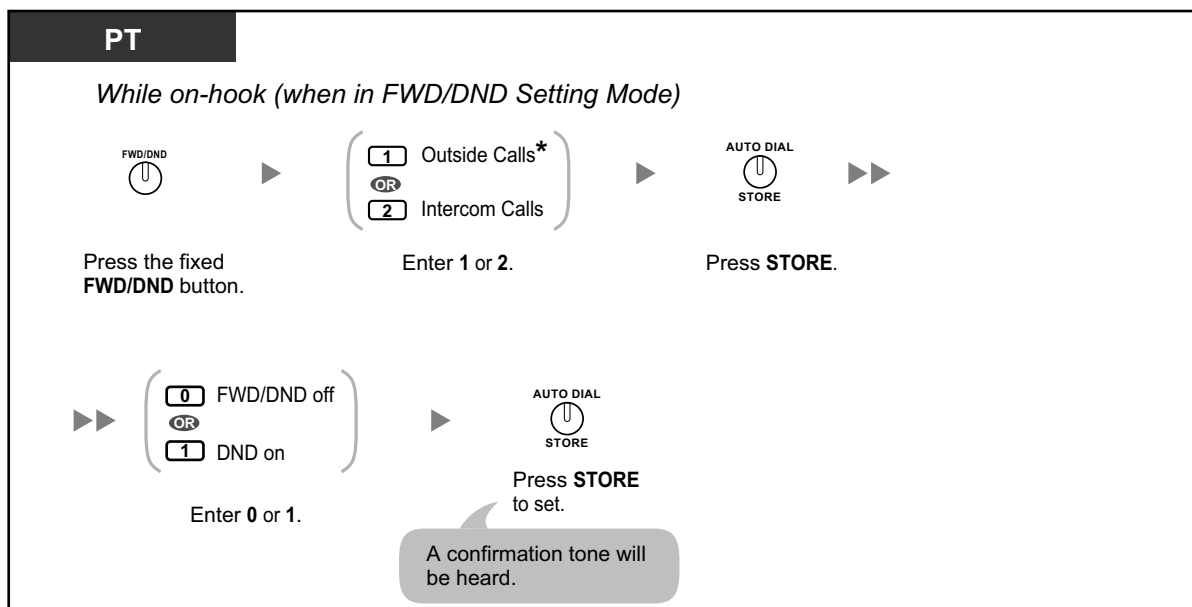 PT
While on-hook (when in FWD/DND Setting Mode)
FWD/DND
Press the fixed
FWD/DND button.
1 Outside Calls*
OR
2 Intercom Calls
Enter 1 or 2.
AUTO DIAL
STORE
Press STORE.
0 FWD/DND off
OR
1 DND on
Enter 0 or 1.
AUTO DIAL
STORE
Press STORE
to set.
A confirmation tone will
be heard.